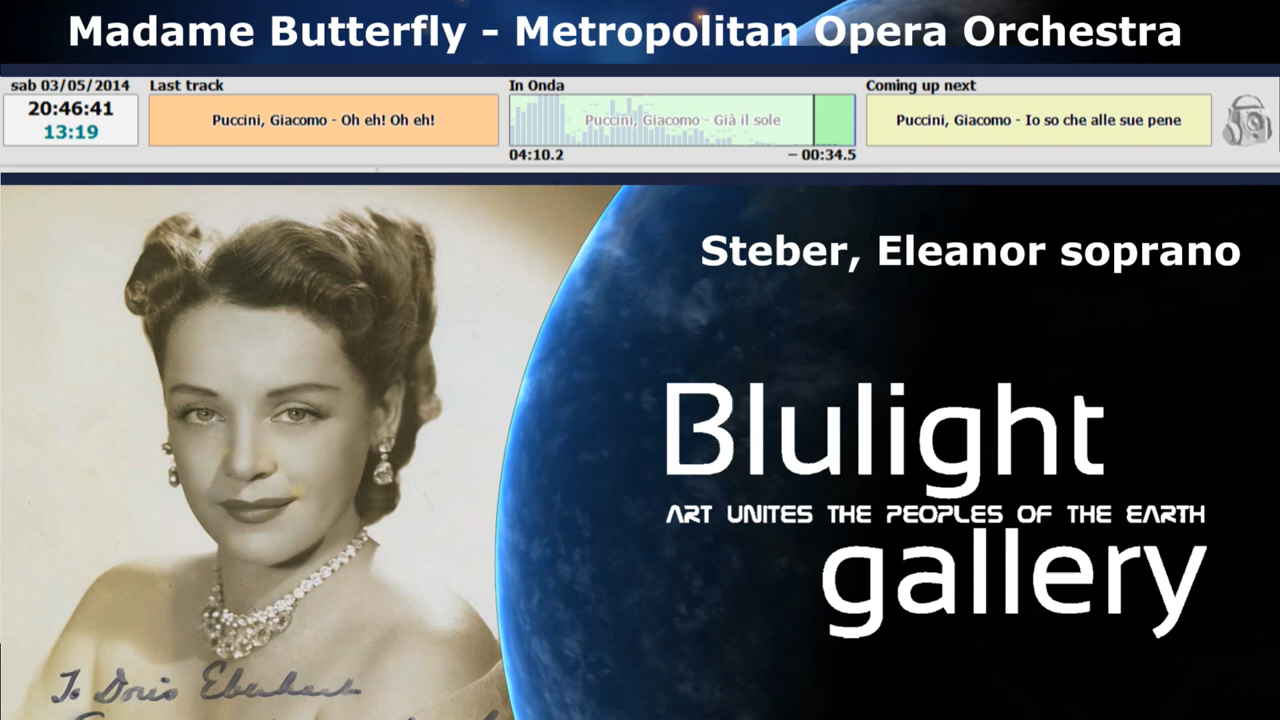 Madame Butterfly - Metropolitan Opera Orchestra
sab 03/05/2014
20:46:41
13:19
Last track
Puccini, Giacomo - Oh eh! Oh eh!
In Onda
Puccini, Giacomo - Già il sole
04:10.2
– 00:34.5
Coming up next
Puccini, Giacomo - Io so che alle sue pene
Steber, Eleanor soprano
Blulight
ART UNITES THE PEOPLES OF THE EARTH
gallery
To Doris Eberhart